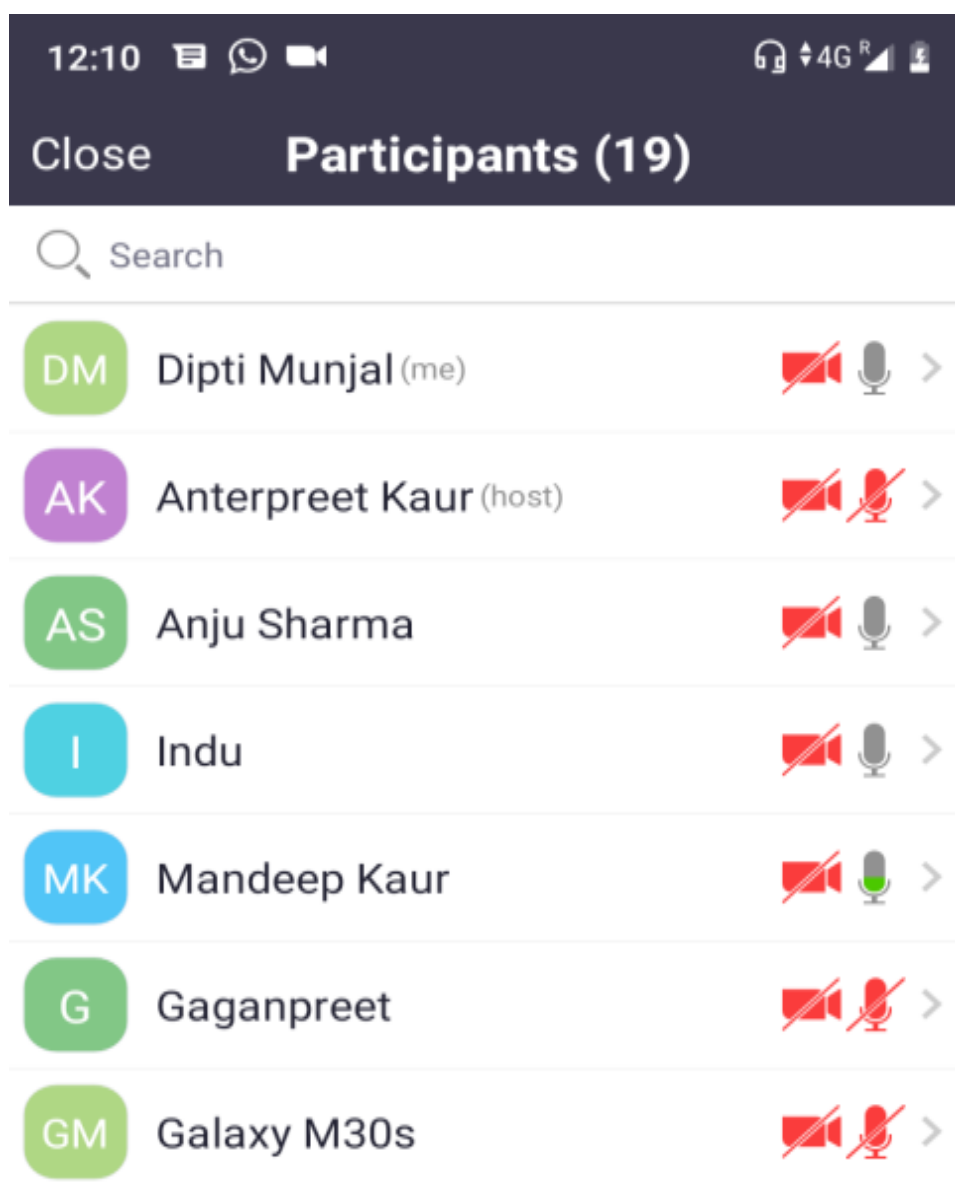 12:10 4G R
Close Participants (19)
Search
DM Dipti Munjal (me)
AK Anterpreet Kaur (host)
AS Anju Sharma
I Indu
MK Mandeep Kaur
G Gaganpreet
GM Galaxy M30s